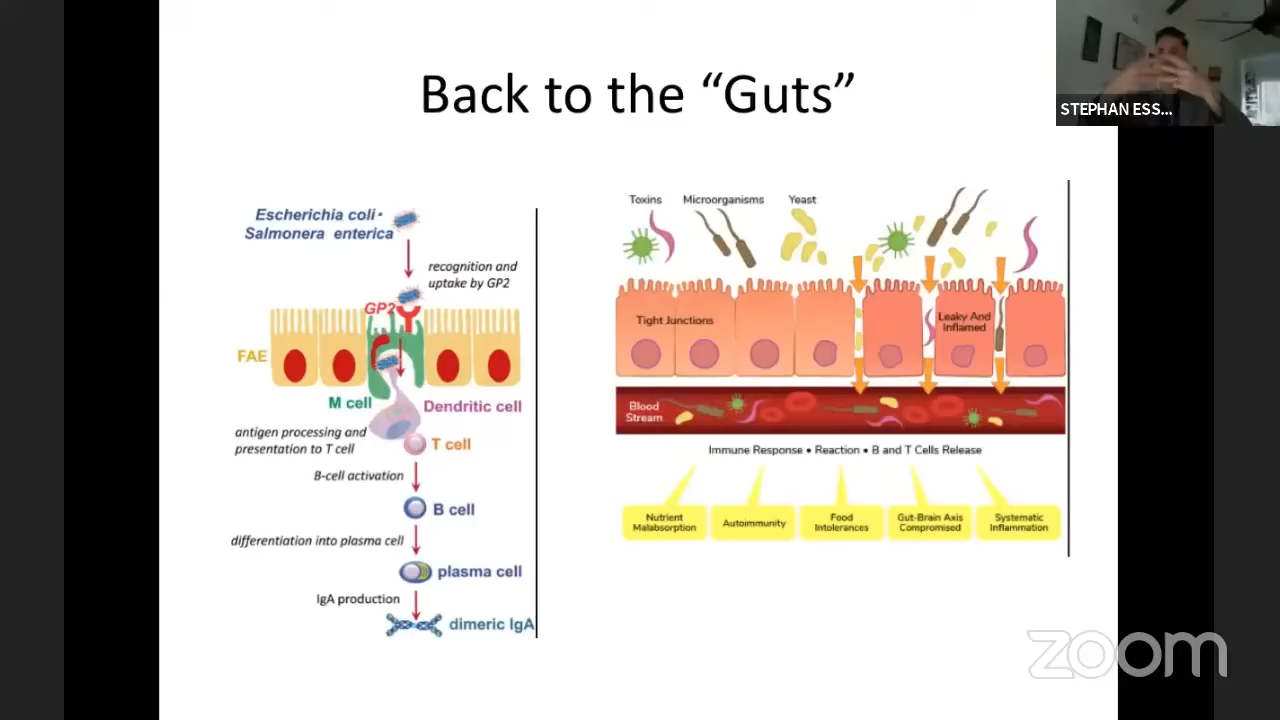 Back to the “Guts”
STEPHAN ESS...
Escherichia coli·
Salmonera enterica
recognition and
uptake by GP2
GP2
FAE
M cell
Dendritic cell
antigen processing and
presentation to T cell
T cell
B-cell activation
B cell
differentiation into plasma cell
plasma cell
IgA production
dimeric IgA
Toxins
Microorganisms
Yeast
Tight Junctions
Leaky And
Inflamed
Blood
Stream
Immune Response • Reaction • B and T Cells Release
Nutrient
Malabsorption
Autoimmunity
Food
Intolerances
Gut-Brain Axis
Compromised
Systematic
Inflammation
zoom